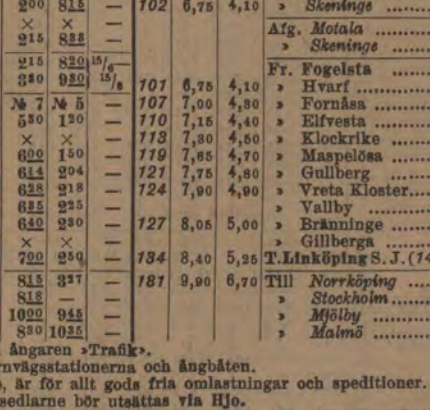 200 815 — 102 6,75 4,10 » Skeninge ........
× × — Afg. Motala ........
215 835 — » Skeninge ........
215 820 15/6 Fr. Fogelsta ......
330 930 15/6 101 6,75 4,10 » Hvarf ........
№ 7 № 5 — 107 7,00 4,30 » Fornåsa ........
530 120 — 110 7,15 4,40 » Elfvesta ........
× × — 113 7,30 4,50 » Klockrike ........
600 150 — 119 7,65 4,70 » Maspelösa ......
614 204 — 121 7,75 4,80 » Gullberg ........
628 218 — 124 7,90 4,90 » Vreta Kloster....
635 225 — » Vallby ........
640 230 — 127 8,05 5,00 » Bränninge ......
× × — » Gillberga ........
700 250 — 134 8,40 5,25 T.Linköping S. J. (14
815 327 — 181 9,90 6,70 Till Norrköping ....
818 — — » Stockholm ......
1000 945 — » Mjölby ........
830 1035 — » Malmö ........
ångaren »Trafik».
rnvägsstationerna och ångbåten.
, är för allt gods fria omlastningar och speditioner.
sedlarne bör utsättas via Hjo.